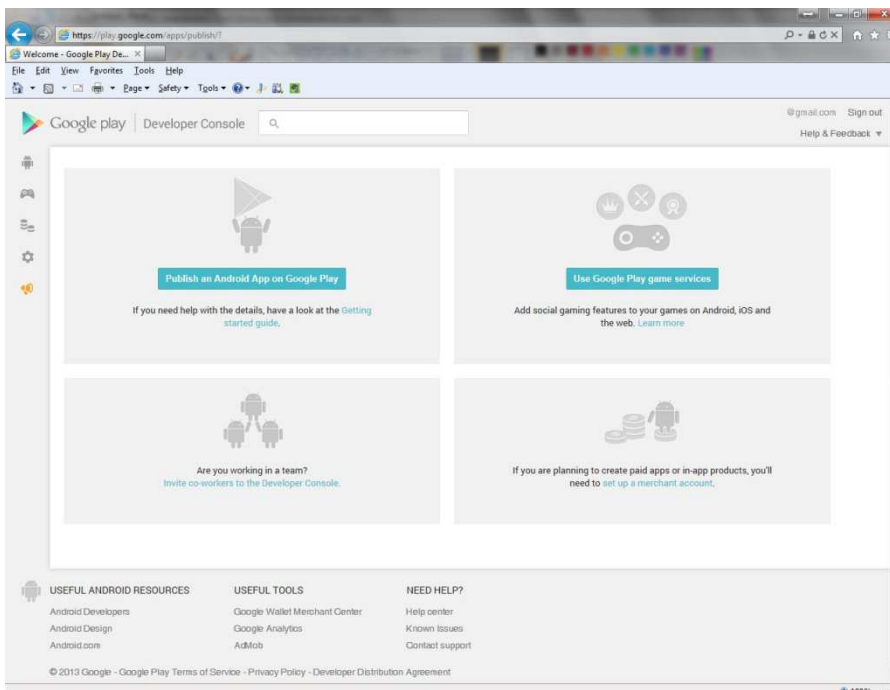 https://play.google.com/apps/publish/?
Welcome - Google Play De...
File Edit View Favorites Tools Help
Page Safety Tools
Google play Developer Console
@gmail.com Sign out
Help & Feedback
Publish an Android App on Google Play
If you need help with the details, have a look at the Getting
started guide.
Use Google Play game services
Add social gaming features to your games on Android, iOS and
the web. Learn more
Are you working in a team?
Invite co-workers to the Developer Console.
If you are planning to create paid apps or in-app products, you'll
need to set up a merchant account.
USEFUL ANDROID RESOURCES
Android Developers
Android Design
Android.com
USEFUL TOOLS
Google Wallet Merchant Center
Google Analytics
AdMob
NEED HELP?
Help center
Known Issues
Contact support
© 2013 Google - Google Play Terms of Service - Privacy Policy - Developer Distribution Agreement